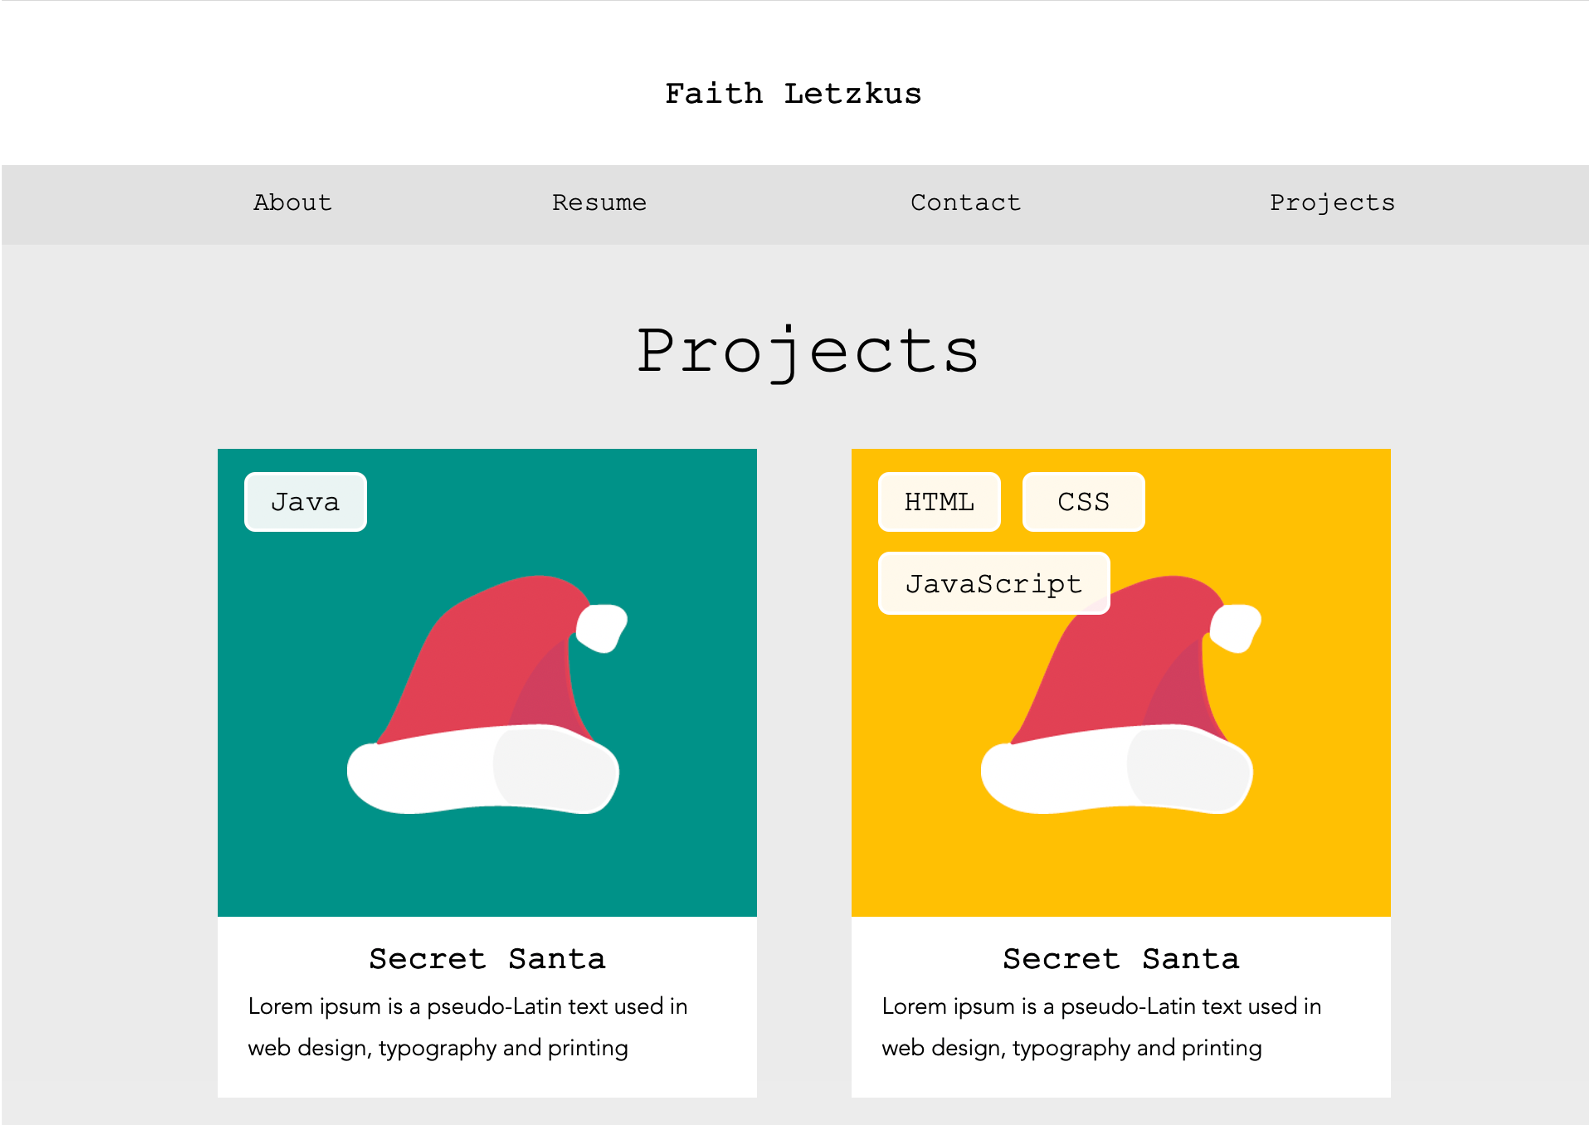 Faith Letzkus
About Resume Contact Projects
Projects
Java
HTML CSS
JavaScript
Secret Santa
Lorem ipsum is a pseudo-Latin text used in
web design, typography and printing
Secret Santa
Lorem ipsum is a pseudo-Latin text used in
web design, typography and printing